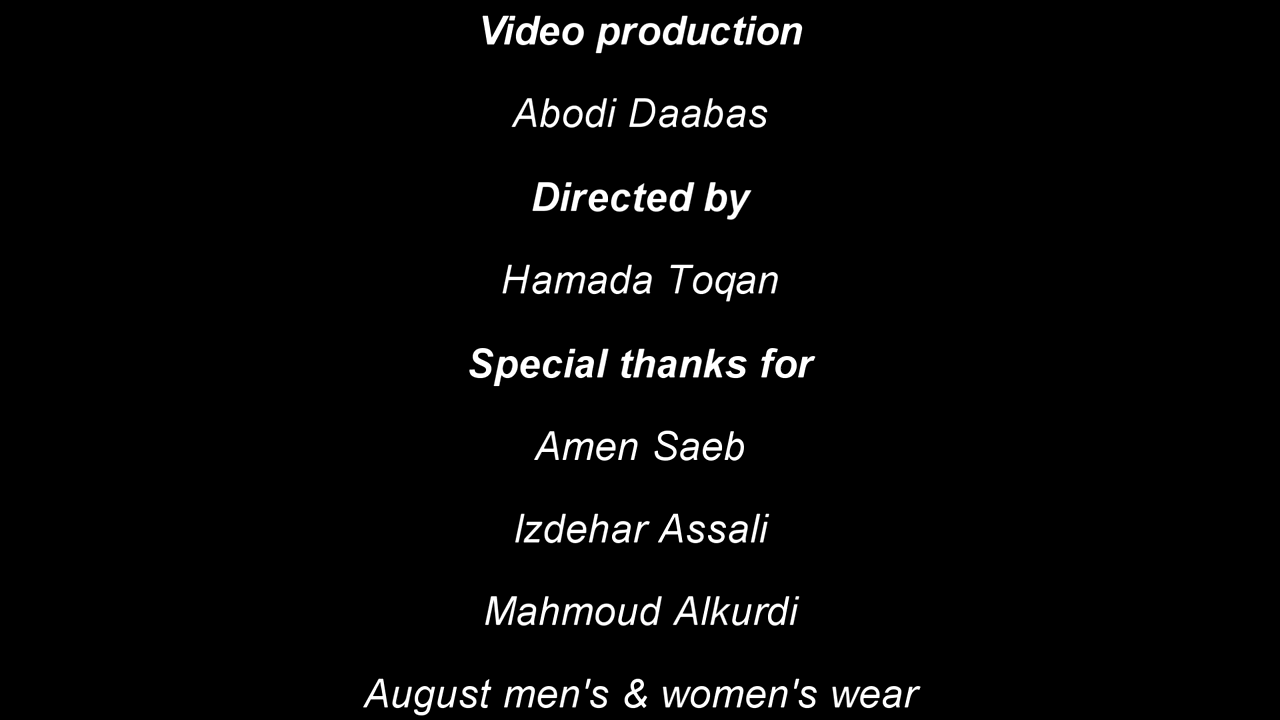 Video production
Abodi Daabas
Directed by
Hamada Toqan
Special thanks for
Amen Saeb
Izdehar Assali
Mahmoud Alkurdi
August men's & women's wear